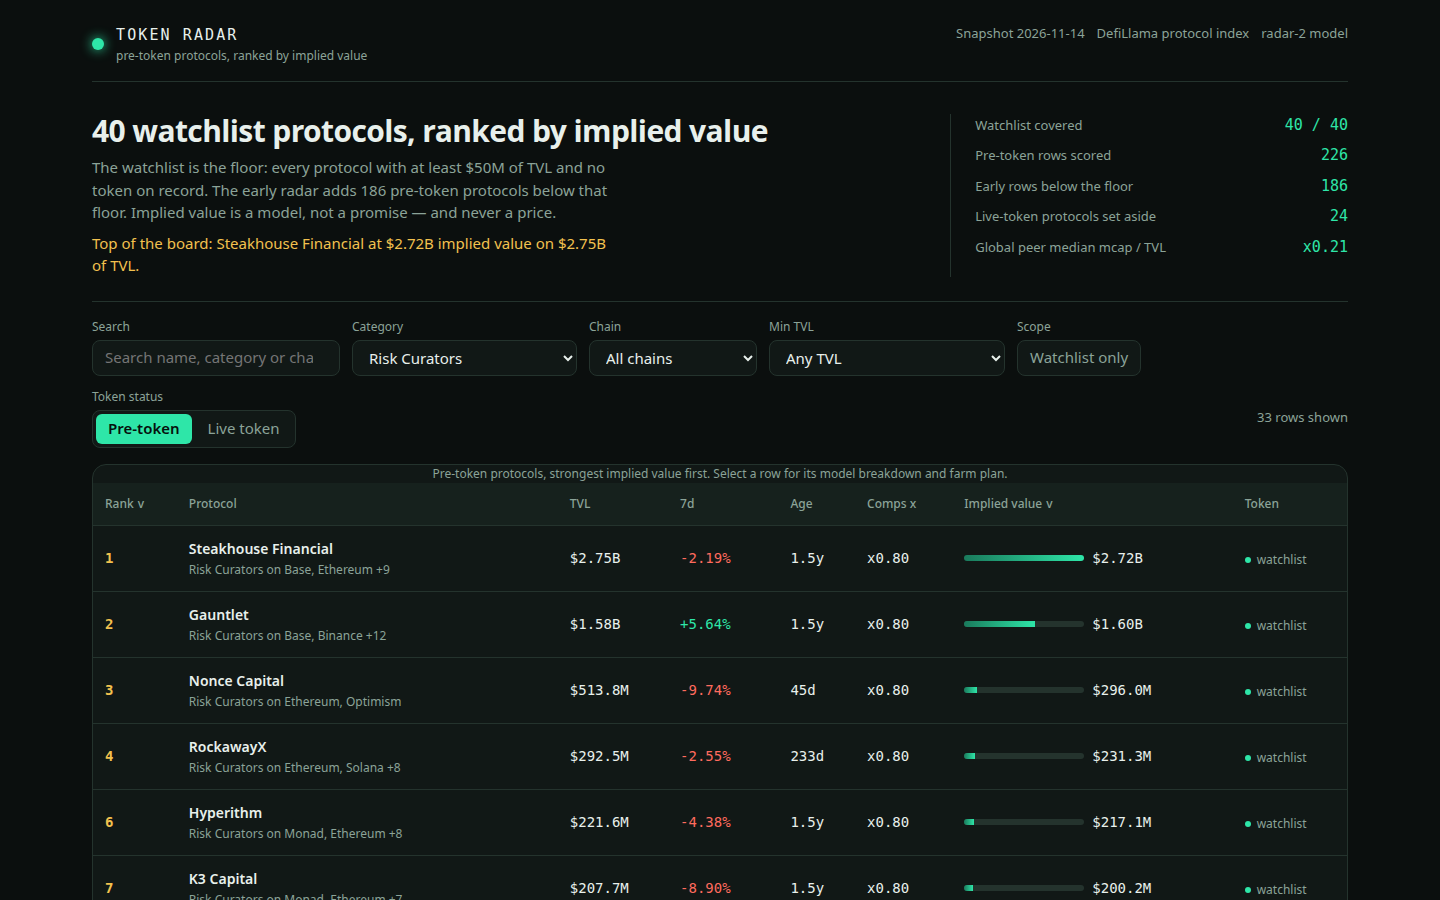 TOKEN RADAR
pre-token protocols, ranked by implied value
Snapshot 2026-11-14 DefiLlama protocol index radar-2 model
40 watchlist protocols, ranked by implied value
The watchlist is the floor: every protocol with at least $50M of TVL and no
token on record. The early radar adds 186 pre-token protocols below that
floor. Implied value is a model, not a promise — and never a price.
Top of the board: Steakhouse Financial at $2.72B implied value on $2.75B
of TVL.
Watchlist covered 40 / 40
Pre-token rows scored 226
Early rows below the floor 186
Live-token protocols set aside 24
Global peer median mcap / TVL x0.21
Search Category Chain Min TVL Scope
Search name, category or cha Risk Curators All chains Any TVL Watchlist only
Token status
Pre-token Live token
33 rows shown
Pre-token protocols, strongest implied value first. Select a row for its model breakdown and farm plan.
Rank v Protocol TVL 7d Age Comps x Implied value v Token
1 Steakhouse Financial $2.75B -2.19% 1.5y x0.80 $2.72B watchlist
Risk Curators on Base, Ethereum +9
2 Gauntlet $1.58B +5.64% 1.5y x0.80 $1.60B watchlist
Risk Curators on Base, Binance +12
3 Nonce Capital $513.8M -9.74% 45d x0.80 $296.0M watchlist
Risk Curators on Ethereum, Optimism
4 RockawayX $292.5M -2.55% 233d x0.80 $231.3M watchlist
Risk Curators on Ethereum, Solana +8
6 Hyperithm $221.6M -4.38% 1.5y x0.80 $217.1M watchlist
Risk Curators on Monad, Ethereum +8
7 K3 Capital $207.7M -8.90% 1.5y x0.80 $200.2M watchlist
Risk Curators on Monad, Ethereum +7